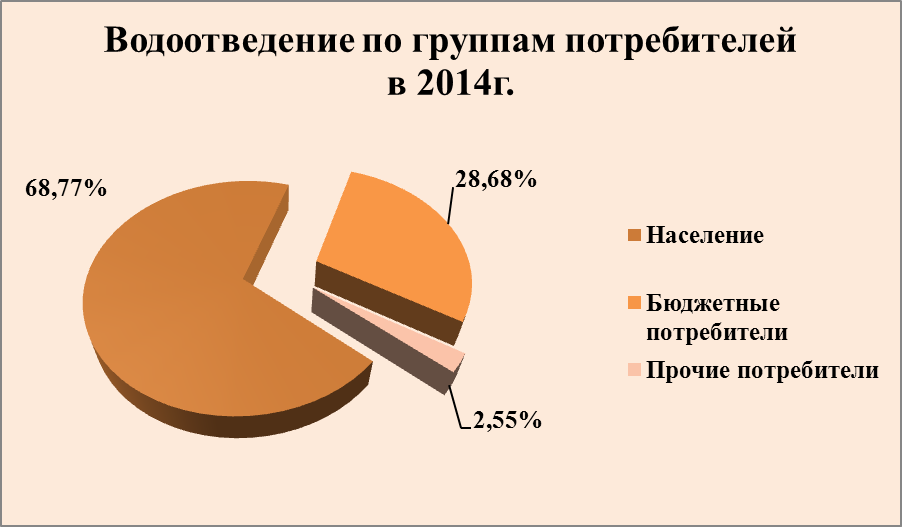 Водоотведение по группам потребителей
в 2014г.
68,77%
28,68%
2,55%
Население
Бюджетные
потребители
Прочие потребители